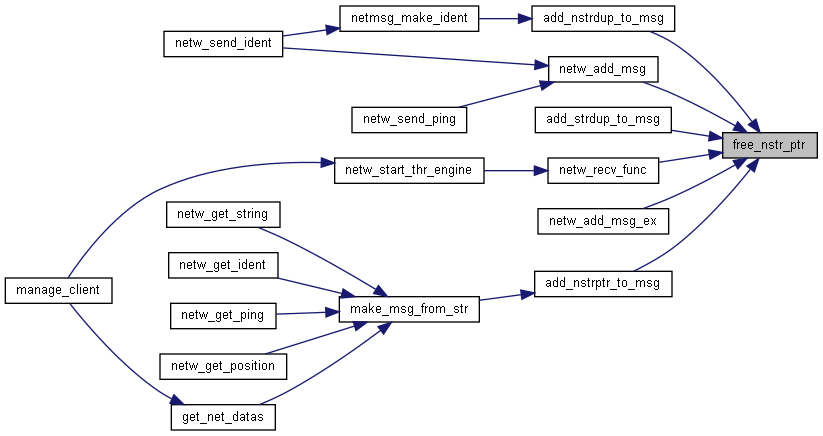 netmsg_make_ident
add_nstrdup_to_msg
netw_send_ident
netw_add_msg
netw_send_ping
add_strdup_to_msg
free_nstr_ptr
netw_start_thr_engine
netw_recv_func
netw_get_string
netw_add_msg_ex
netw_get_ident
manage_client
add_nstrptr_to_msg
netw_get_ping
make_msg_from_str
netw_get_position
get_net_datas